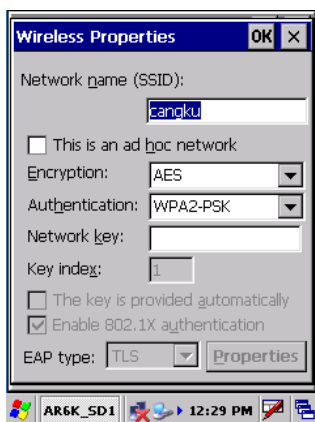 Wireless Properties OK ×
Network name (SSID):
cangku
This is an ad hoc network
Encryption: AES
Authentication: WPA2-PSK
Network key:
Key index: 1
The key is provided automatically
Enable 802.1X authentication
EAP type: TLS Properties
AR6K_SD1 12:29 PM